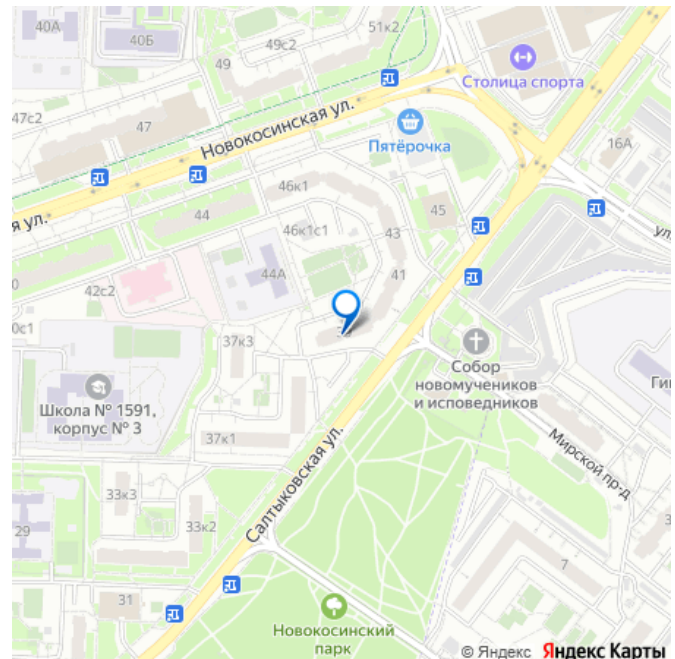 40А
40Б
49с2
51к2
49
Столица спорта
47с2
47
Новокосинская ул.
Пятёрочка
16А
46к1
44
45
я ул.
46к1с1
43
ул.
44А
41
42с2
0с1
37к3
Собор
новомучеников
и исповедников
Школа № 1591,
корпус № 3
37к1
Салтыковская ул.
Мирской пр-д
33к3
33к2
29
7
31
Новокосинский
парк
© Яндекс Яндекс Карты